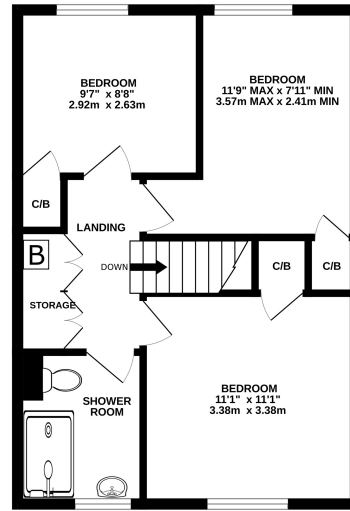 BEDROOM
9'7" x 8'8"
2.92m x 2.63m
BEDROOM
11'9" MAX x 7'11" MIN
3.57m MAX x 2.41m MIN
C/B
LANDING
B
DOWN
C/B
C/B
STORAGE
BEDROOM
11'1" x 11'1"
3.38m x 3.38m
SHOWER
ROOM